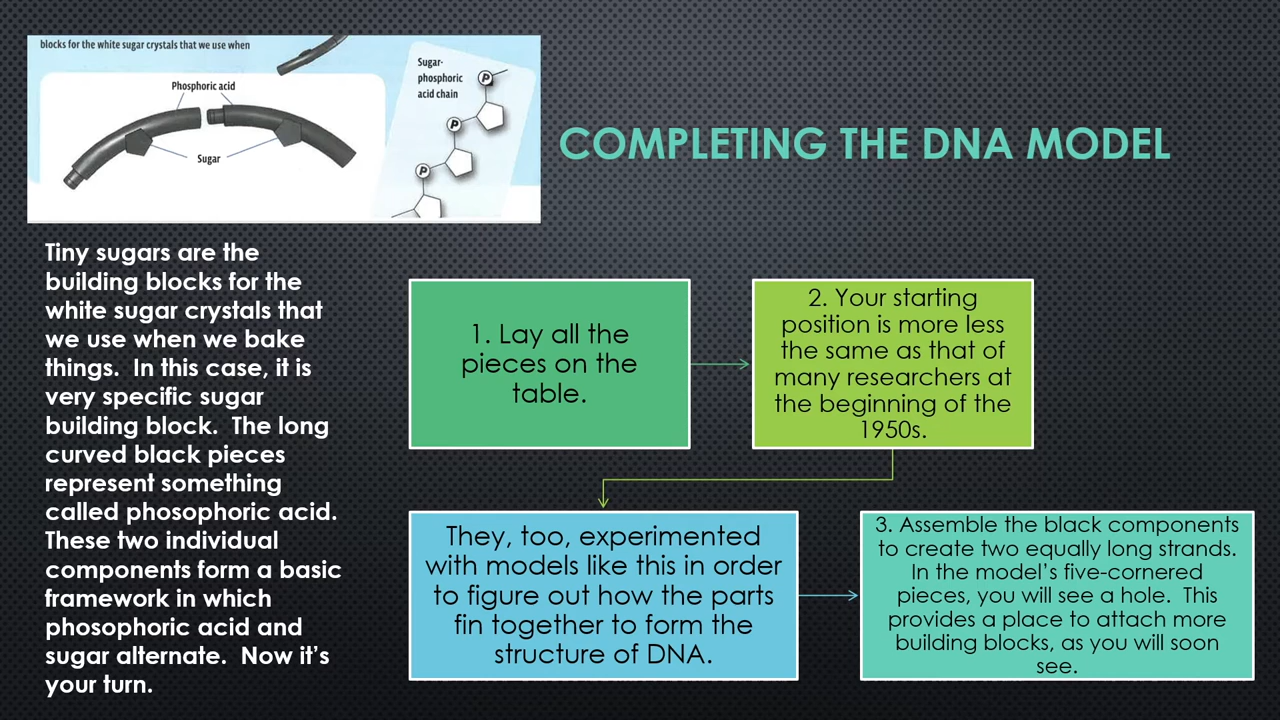 blocks for the white sugar crystals that we use when
Phosphoric acid
Sugar
Sugar-
phosphoric
acid chain
P
P
P
COMPLETING THE DNA MODEL
Tiny sugars are the
building blocks for the
white sugar crystals that
we use when we bake
things.  In this case, it is
very specific sugar
building block.  The long
curved black pieces
represent something
called phosophoric acid.
These two individual
components form a basic
framework in which
phosophoric acid and
sugar alternate.  Now it's
your turn.
1. Lay all the
pieces on the
table.
2. Your starting
position is more less
the same as that of
many researchers at
the beginning of the
1950s.
They, too, experimented
with models like this in order
to figure out how the parts
fin together to form the
structure of DNA.
3. Assemble the black components
to create two equally long strands.
In the model's five-cornered
pieces, you will see a hole.  This
provides a place to attach more
building blocks, as you will soon
see.